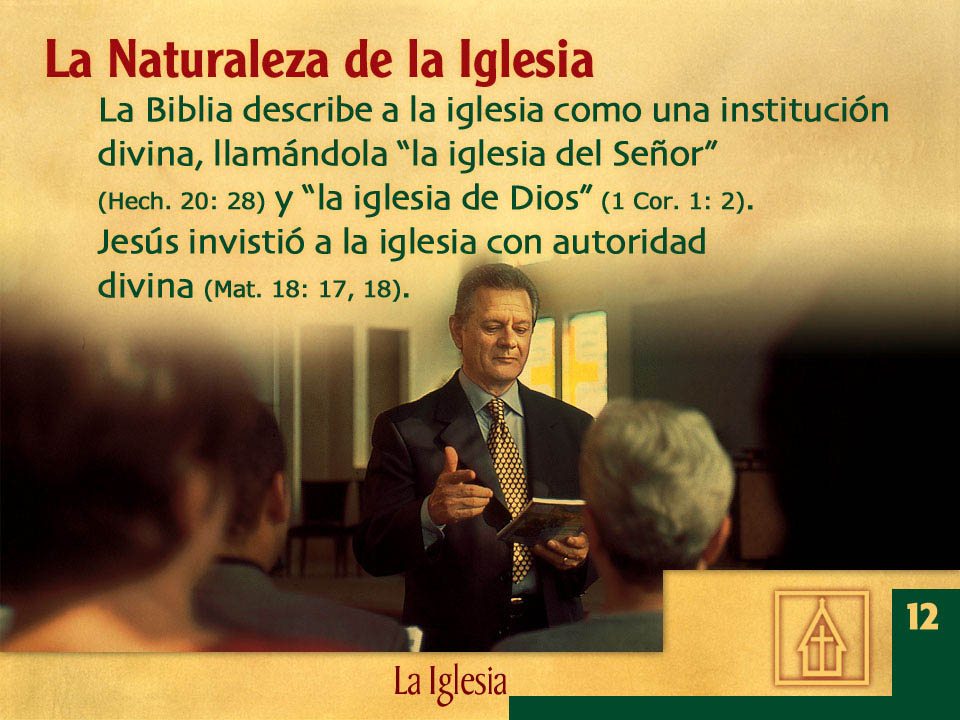 La Naturaleza de la Iglesia
La Biblia describe a la iglesia como una institución
divina, llamándola “la iglesia del Señor”
(Hech. 20: 28) y “la iglesia de Dios” (1 Cor. 1: 2).
Jesús invistió a la iglesia con autoridad
divina (Mat. 18: 17, 18).
12
La Iglesia